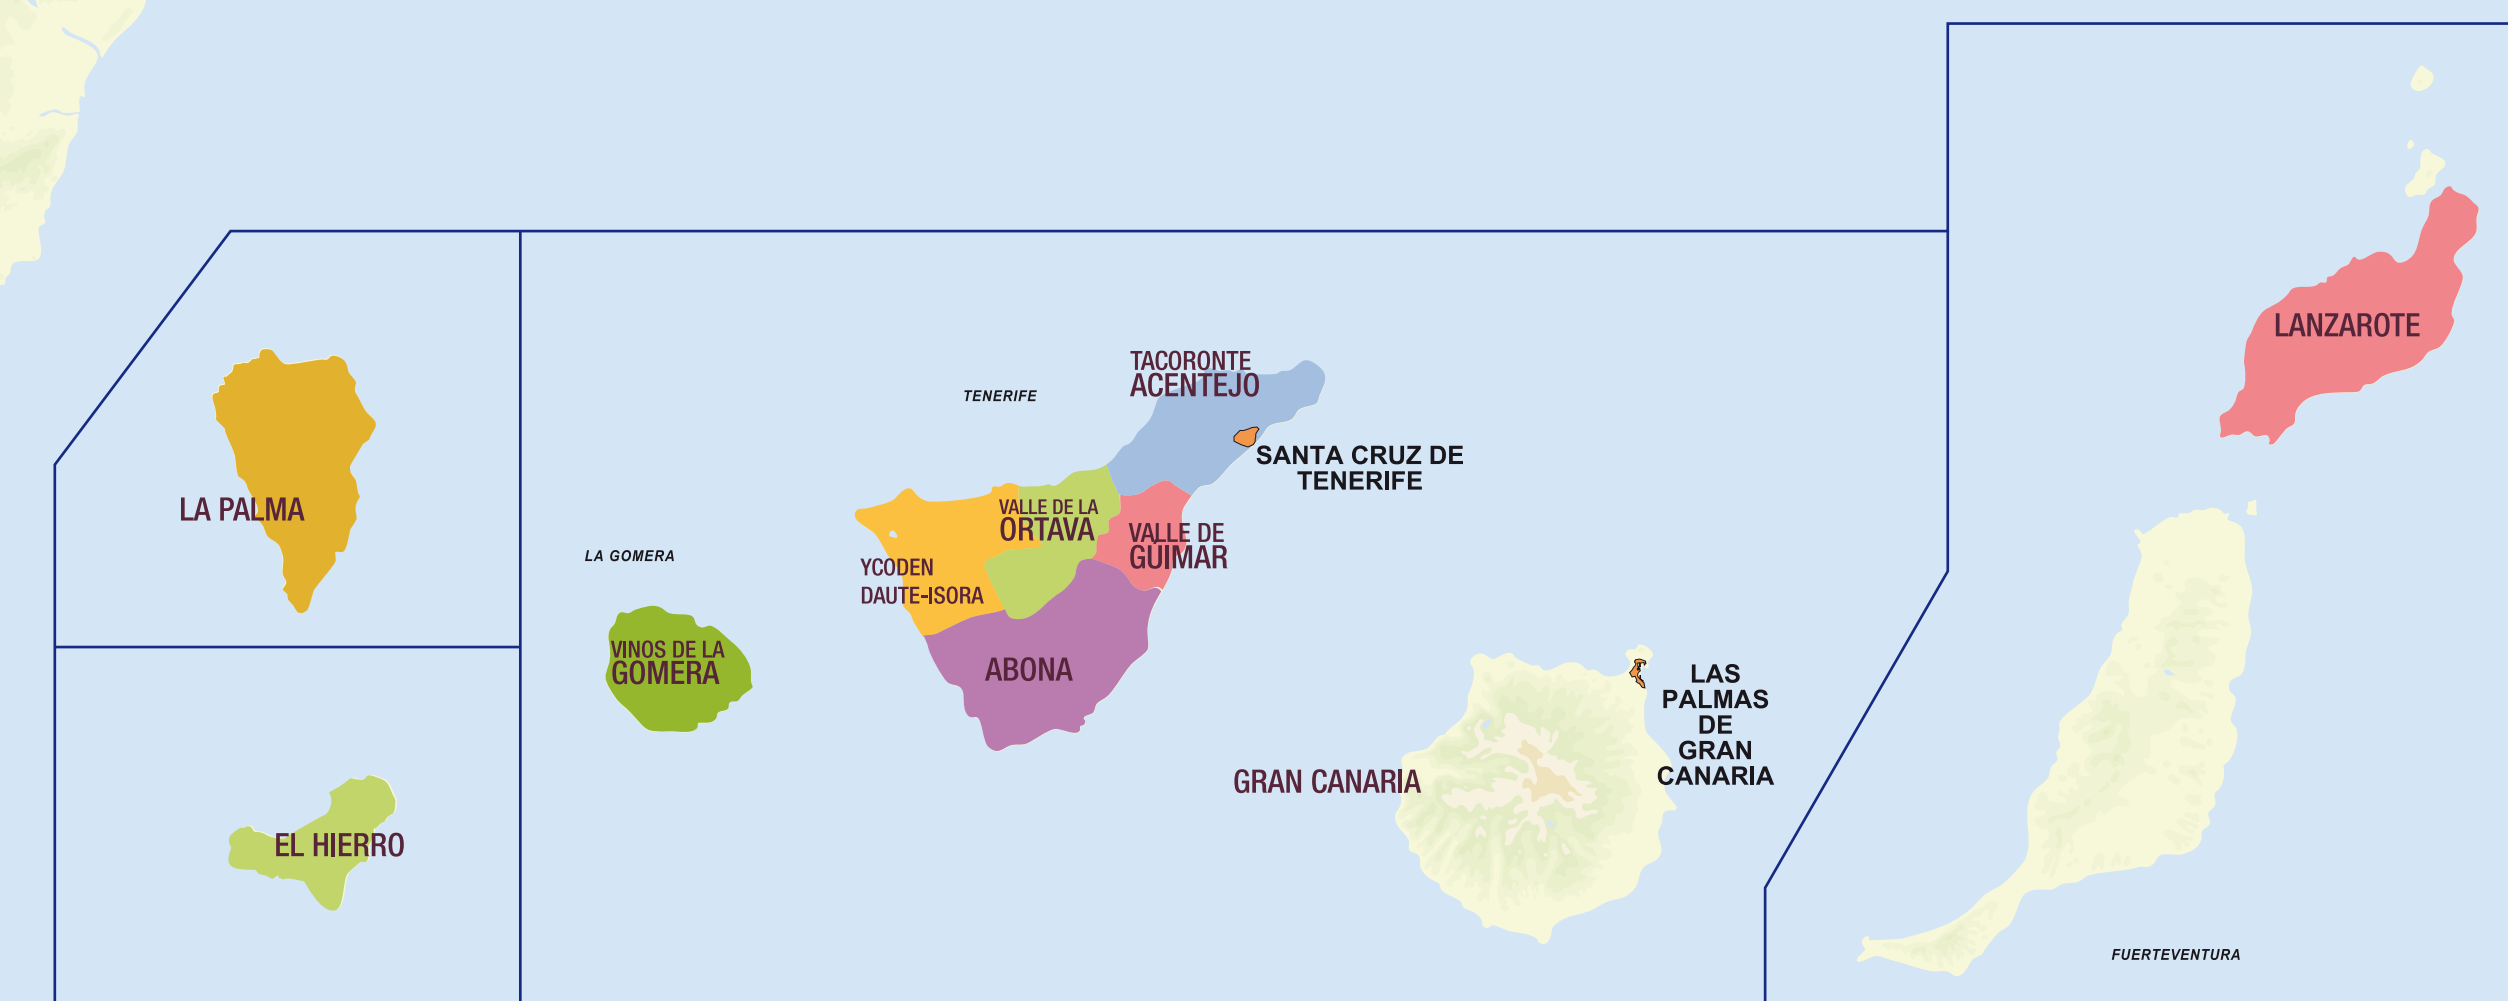 LANZAROTE
TACORONTE
ACENTEJO
TENERIFE
SANTA CRUZ DE
TENERIFE
LA PALMA
VALLE DE LA
ORTAVA
VALLE DE
GÜIMAR
LA GOMERA
YCODEN
DAUTE-ISORA
VINOS DE LA
GOMERA
ABONA
LAS
PALMAS
DE
GRAN
CANARIA
GRAN CANARIA
EL HIERRO
FUERTEVENTURA